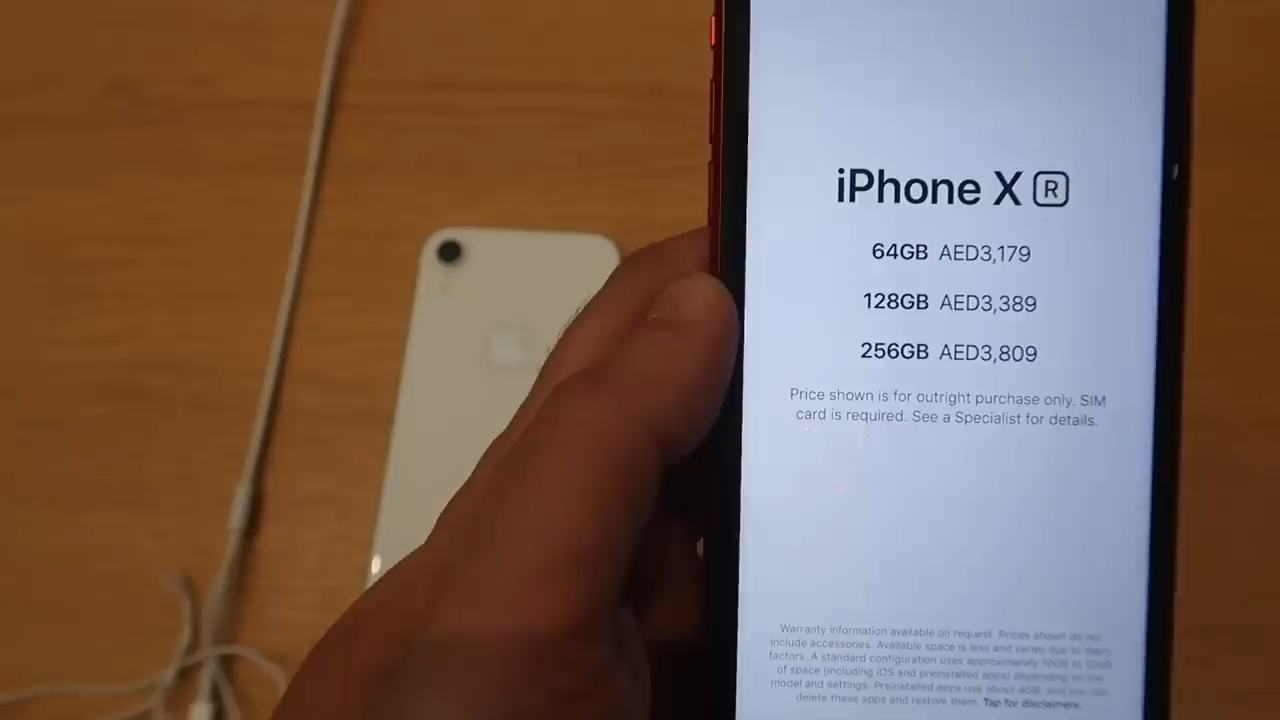 iPhone X R
64GB AED3,179
128GB AED3,389
256GB AED3,809
Price shown is for outright purchase only. SIM
card is required. See a Specialist for details.
Warranty information available on request. Prices shown do not
include accessories. Available space is less and varies due to many
factors. A standard configuration uses approximately 10GB to 12GB
of space (including iOS and preinstalled apps) depending on the
model and settings. Preinstalled apps use about 4GB, and you can
delete these apps and restore them. Tap for disclaimers.